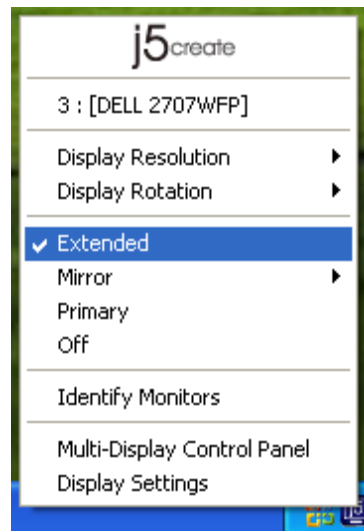 j5create
3 : [DELL 2707WFP]
Display Resolution
Display Rotation
Extended
Mirror
Primary
Off
Identify Monitors
Multi-Display Control Panel
Display Settings